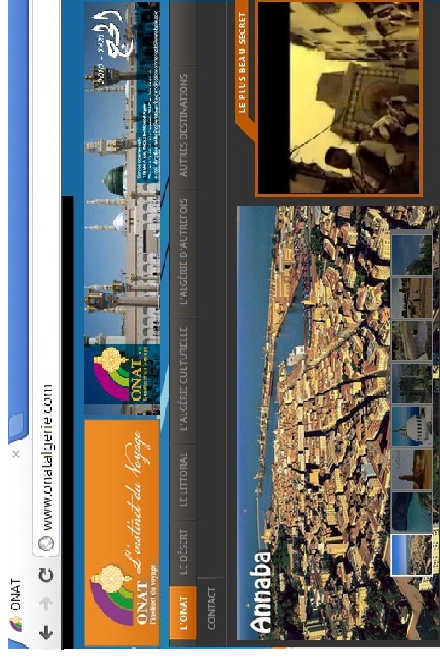 ONAT
www.onatalgerie.com
ONAT
L'instinct du Voyage
L'instinct du voyage
ONAT
الحج
L'ONAT
LE DÉSERT
LE LITTORAL
L'ALGÉRIE CULTURELLE
L'ALGÉRIE D'AUTREFOIS
AUTRES DESTINATIONS
CONTACT
LE PLUS BEAU SECRET
Annaba